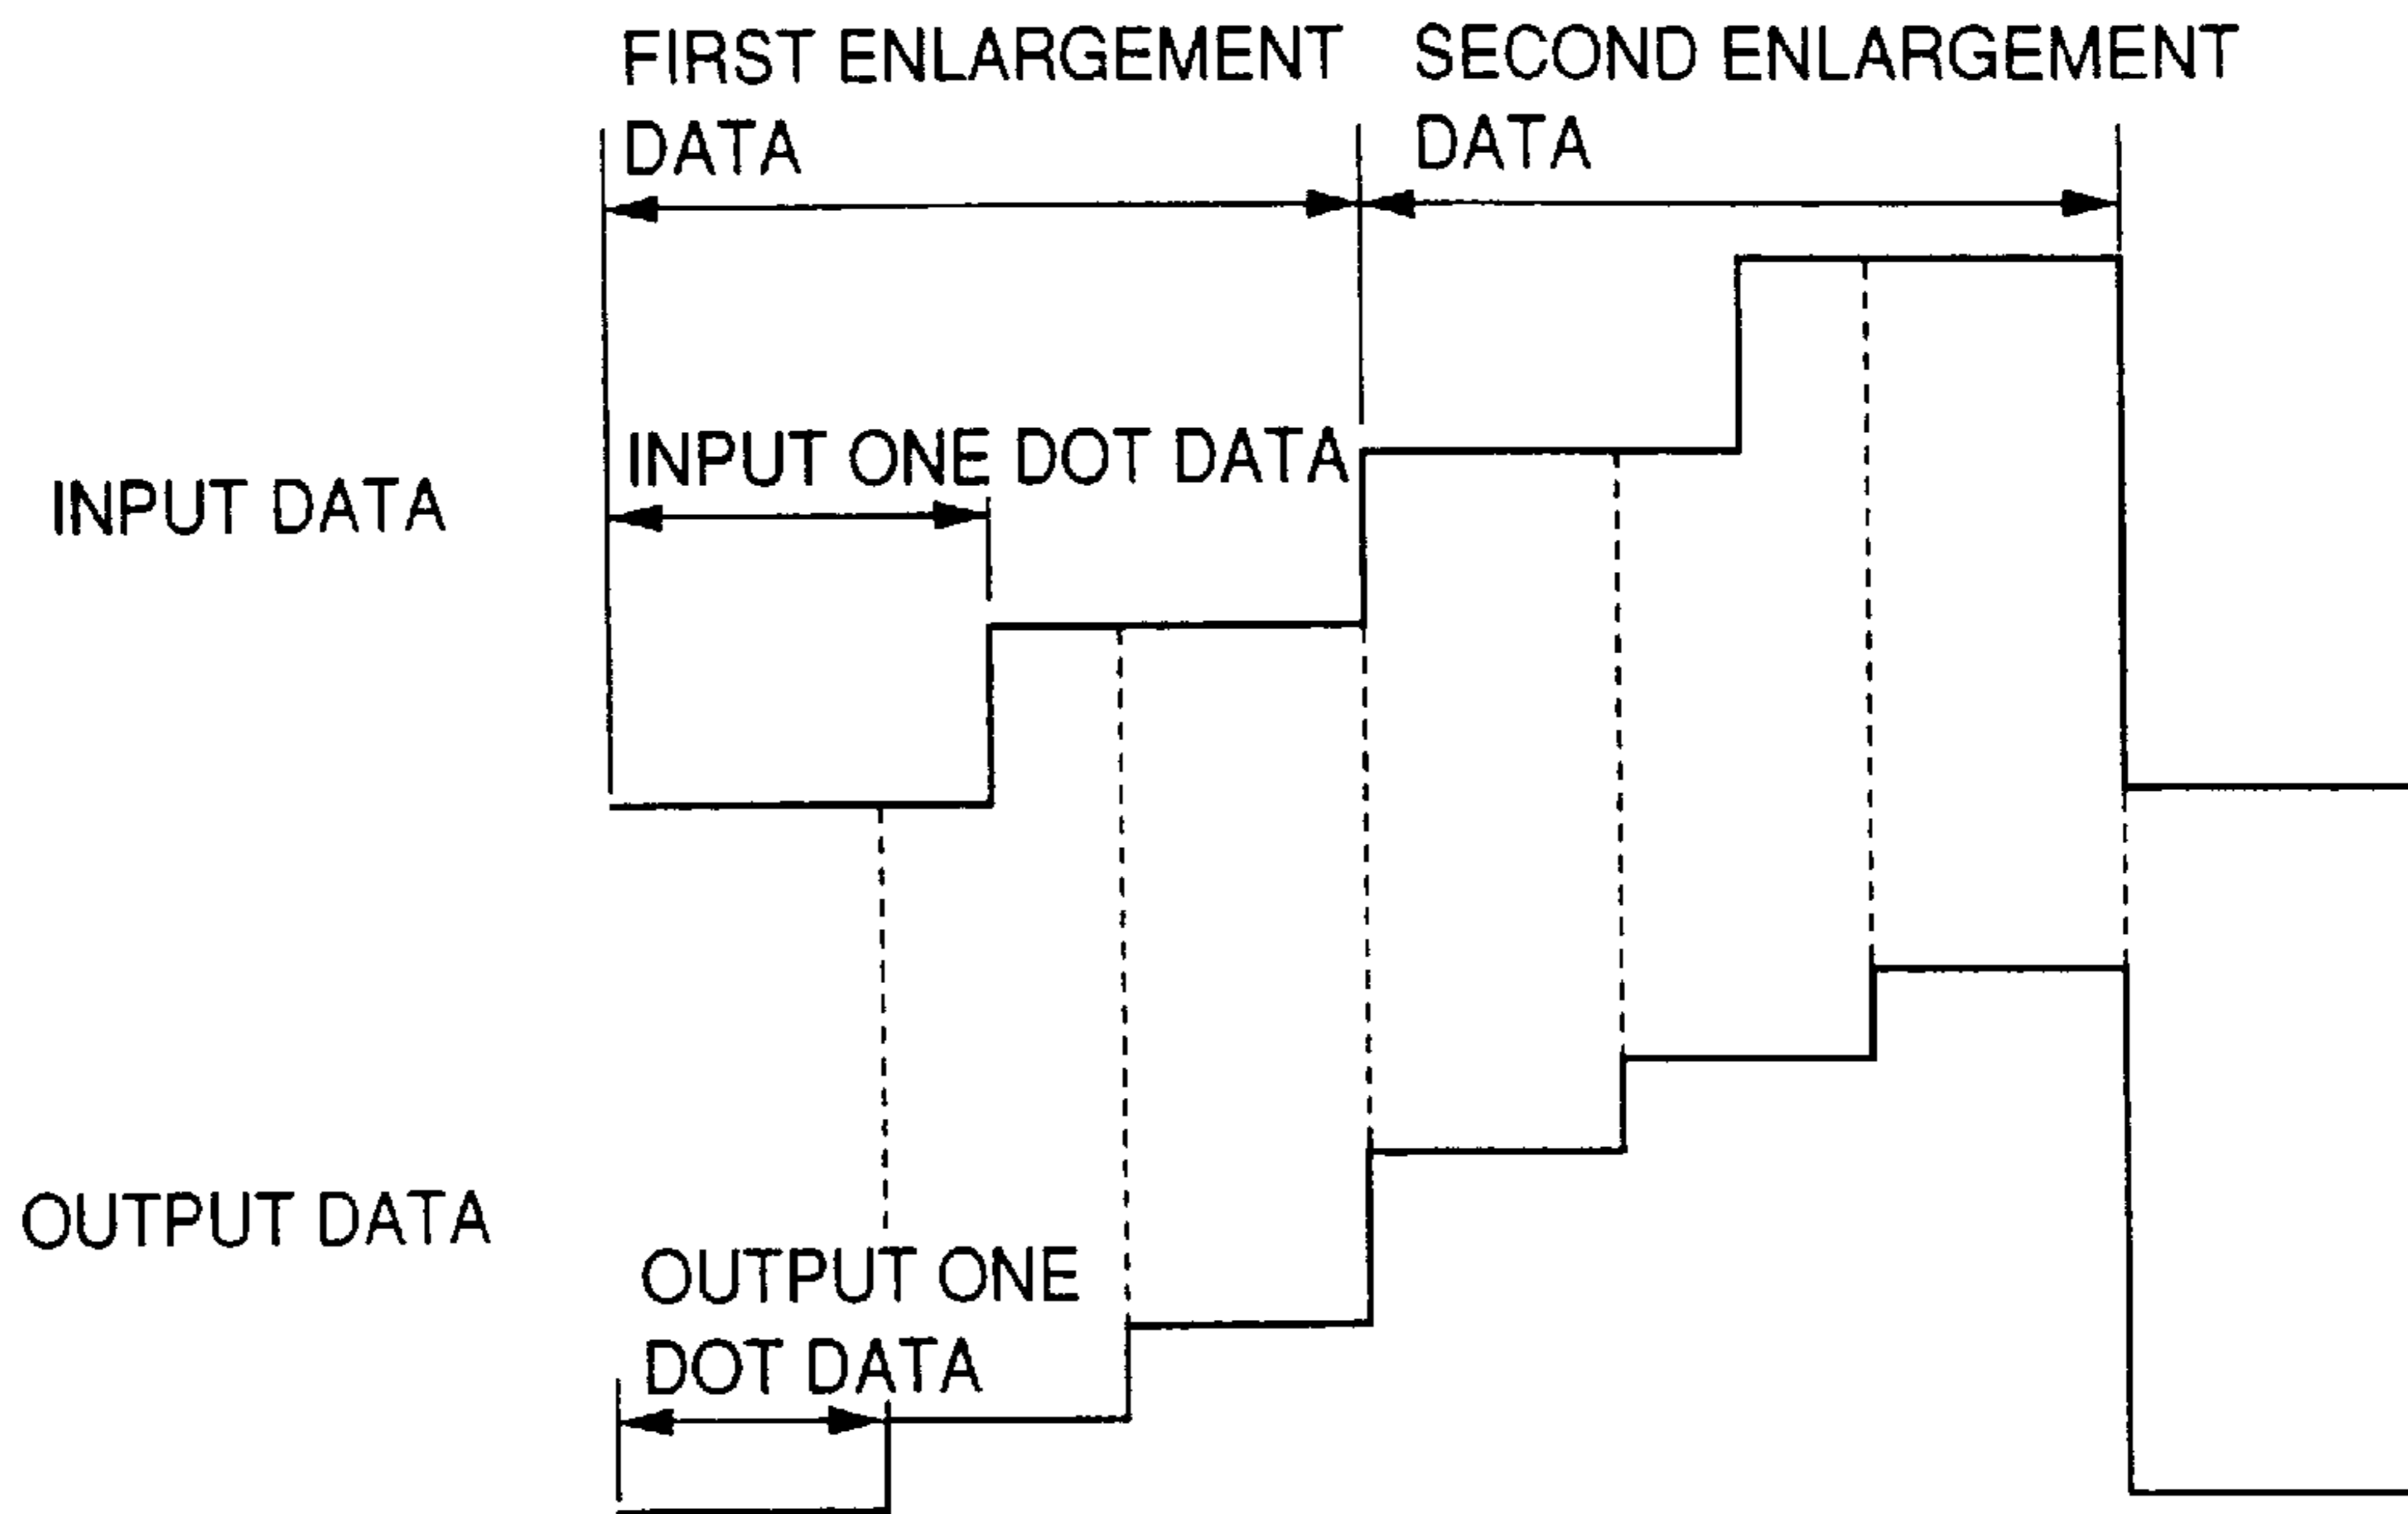 FIRST ENLARGEMENT
DATA
SECOND ENLARGEMENT
DATA
INPUT DATA
INPUT ONE DOT DATA
OUTPUT DATA
OUTPUT ONE
DOT DATA